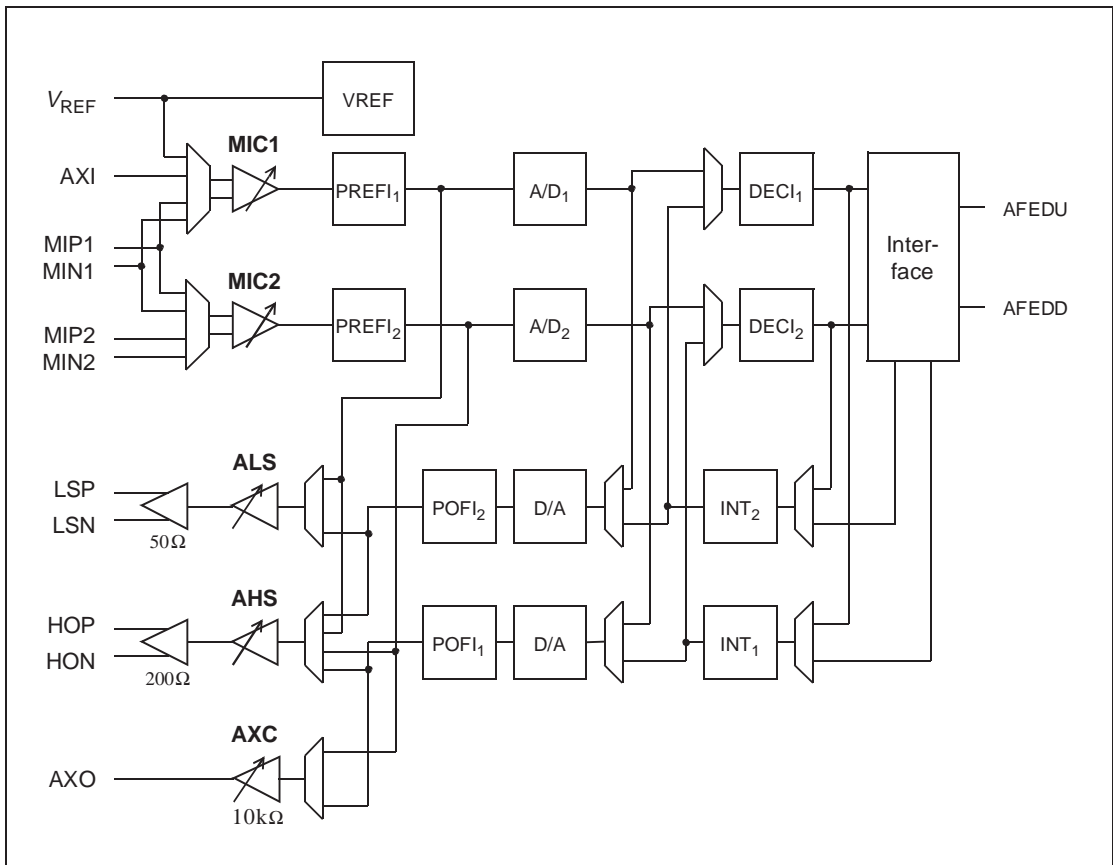 V_REF
VREF
MIC1
AXI
PREFI₁
A/D₁
DECI₁
AFEDU
MIP1
MIN1
Inter-
face
MIC2
AFEDD
MIP2
MIN2
PREFI₂
A/D₂
DECI₂
ALS
LSP
LSN
50Ω
POFI₂
D/A
INT₂
AHS
HOP
HON
200Ω
POFI₁
D/A
INT₁
AXC
AXO
10kΩ